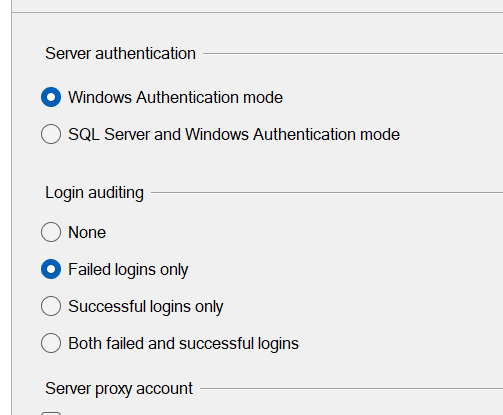 Server authentication
Windows Authentication mode
SQL Server and Windows Authentication mode
Login auditing
None
Failed logins only
Successful logins only
Both failed and successful logins
Server proxy account